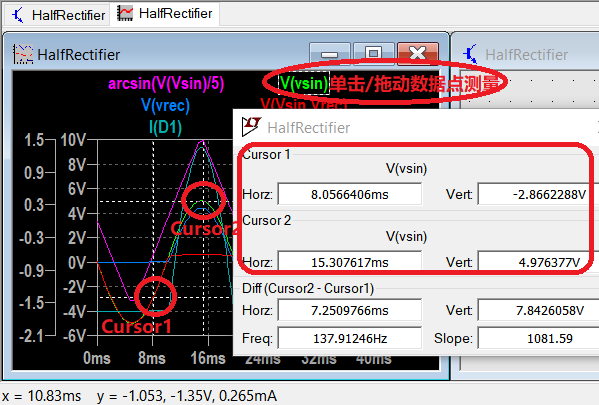 HalfRectifier HalfRectifier
HalfRectifier HalfRectifier
arcsin(V(Vsin)/5) V(vsin) 单击/拖动数据点测量
V(vrec) V(Vsin,Vrec)
I(D1)
HalfRectifier
1.5 10V
8V
0.9 6V
0.3 4V
2V
-0.3 0V
-0.9 -2V
-1.5 -4V
-2.1 -6V
0ms 8ms 16ms 24ms 32ms 40ms
Cursor2
Cursor1
Cursor 1
V(vsin)
Horz: 8.0566406ms Vert: -2.8662288V
Cursor 2
V(vsin)
Horz: 15.307617ms Vert: 4.976377V
Diff (Cursor2 - Cursor1)
Horz: 7.2509766ms Vert: 7.8426058V
Freq: 137.91246Hz Slope: 1081.59
x = 10.83ms y = -1.053, -1.35V, 0.265mA